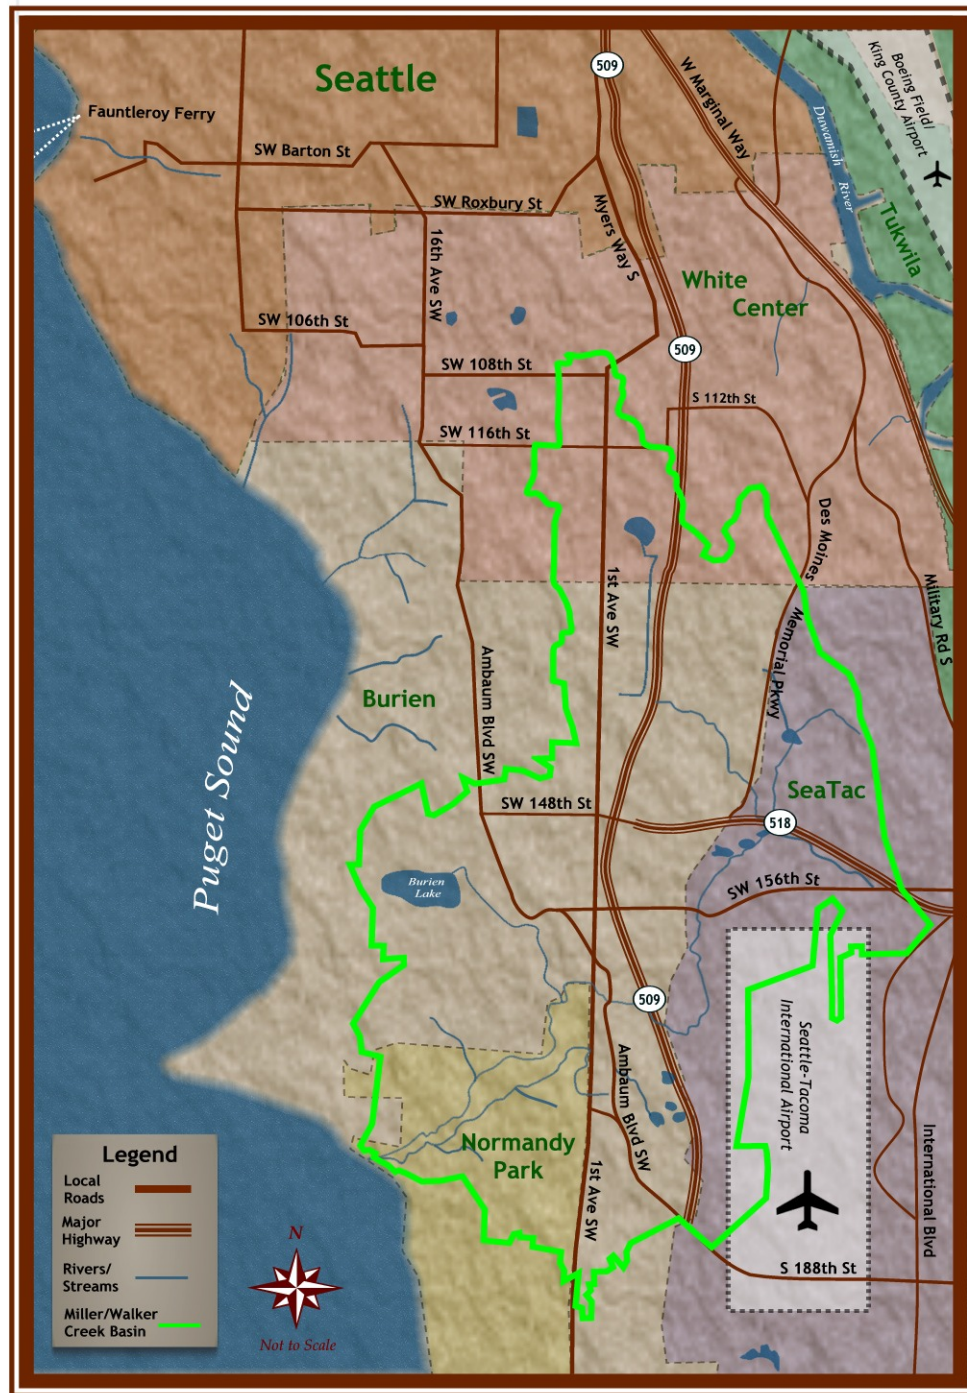 Seattle
509
W Marginal Way
Boeing Field/
King County Airport
Fauntleroy Ferry
SW Barton St
Duwamish
River
SW Roxbury St
Myers Way S
Tukwila
16th Ave SW
White
Center
SW 106th St
509
SW 108th St
S 112th St
SW 116th St
Des Moines
Memorial Pkwy
Military Rd S
1st Ave SW
Ambaum Blvd SW
Burien
Puget Sound
SeaTac
SW 148th St
518
Burien
Lake
SW 156th St
509
Seattle-Tacoma
International Airport
Ambaum Blvd SW
Normandy
Park
1st Ave SW
International Blvd
S 188th St
Legend
Local
Roads
Major
Highway
Rivers/
Streams
Miller/Walker
Creek Basin
N
Not to Scale